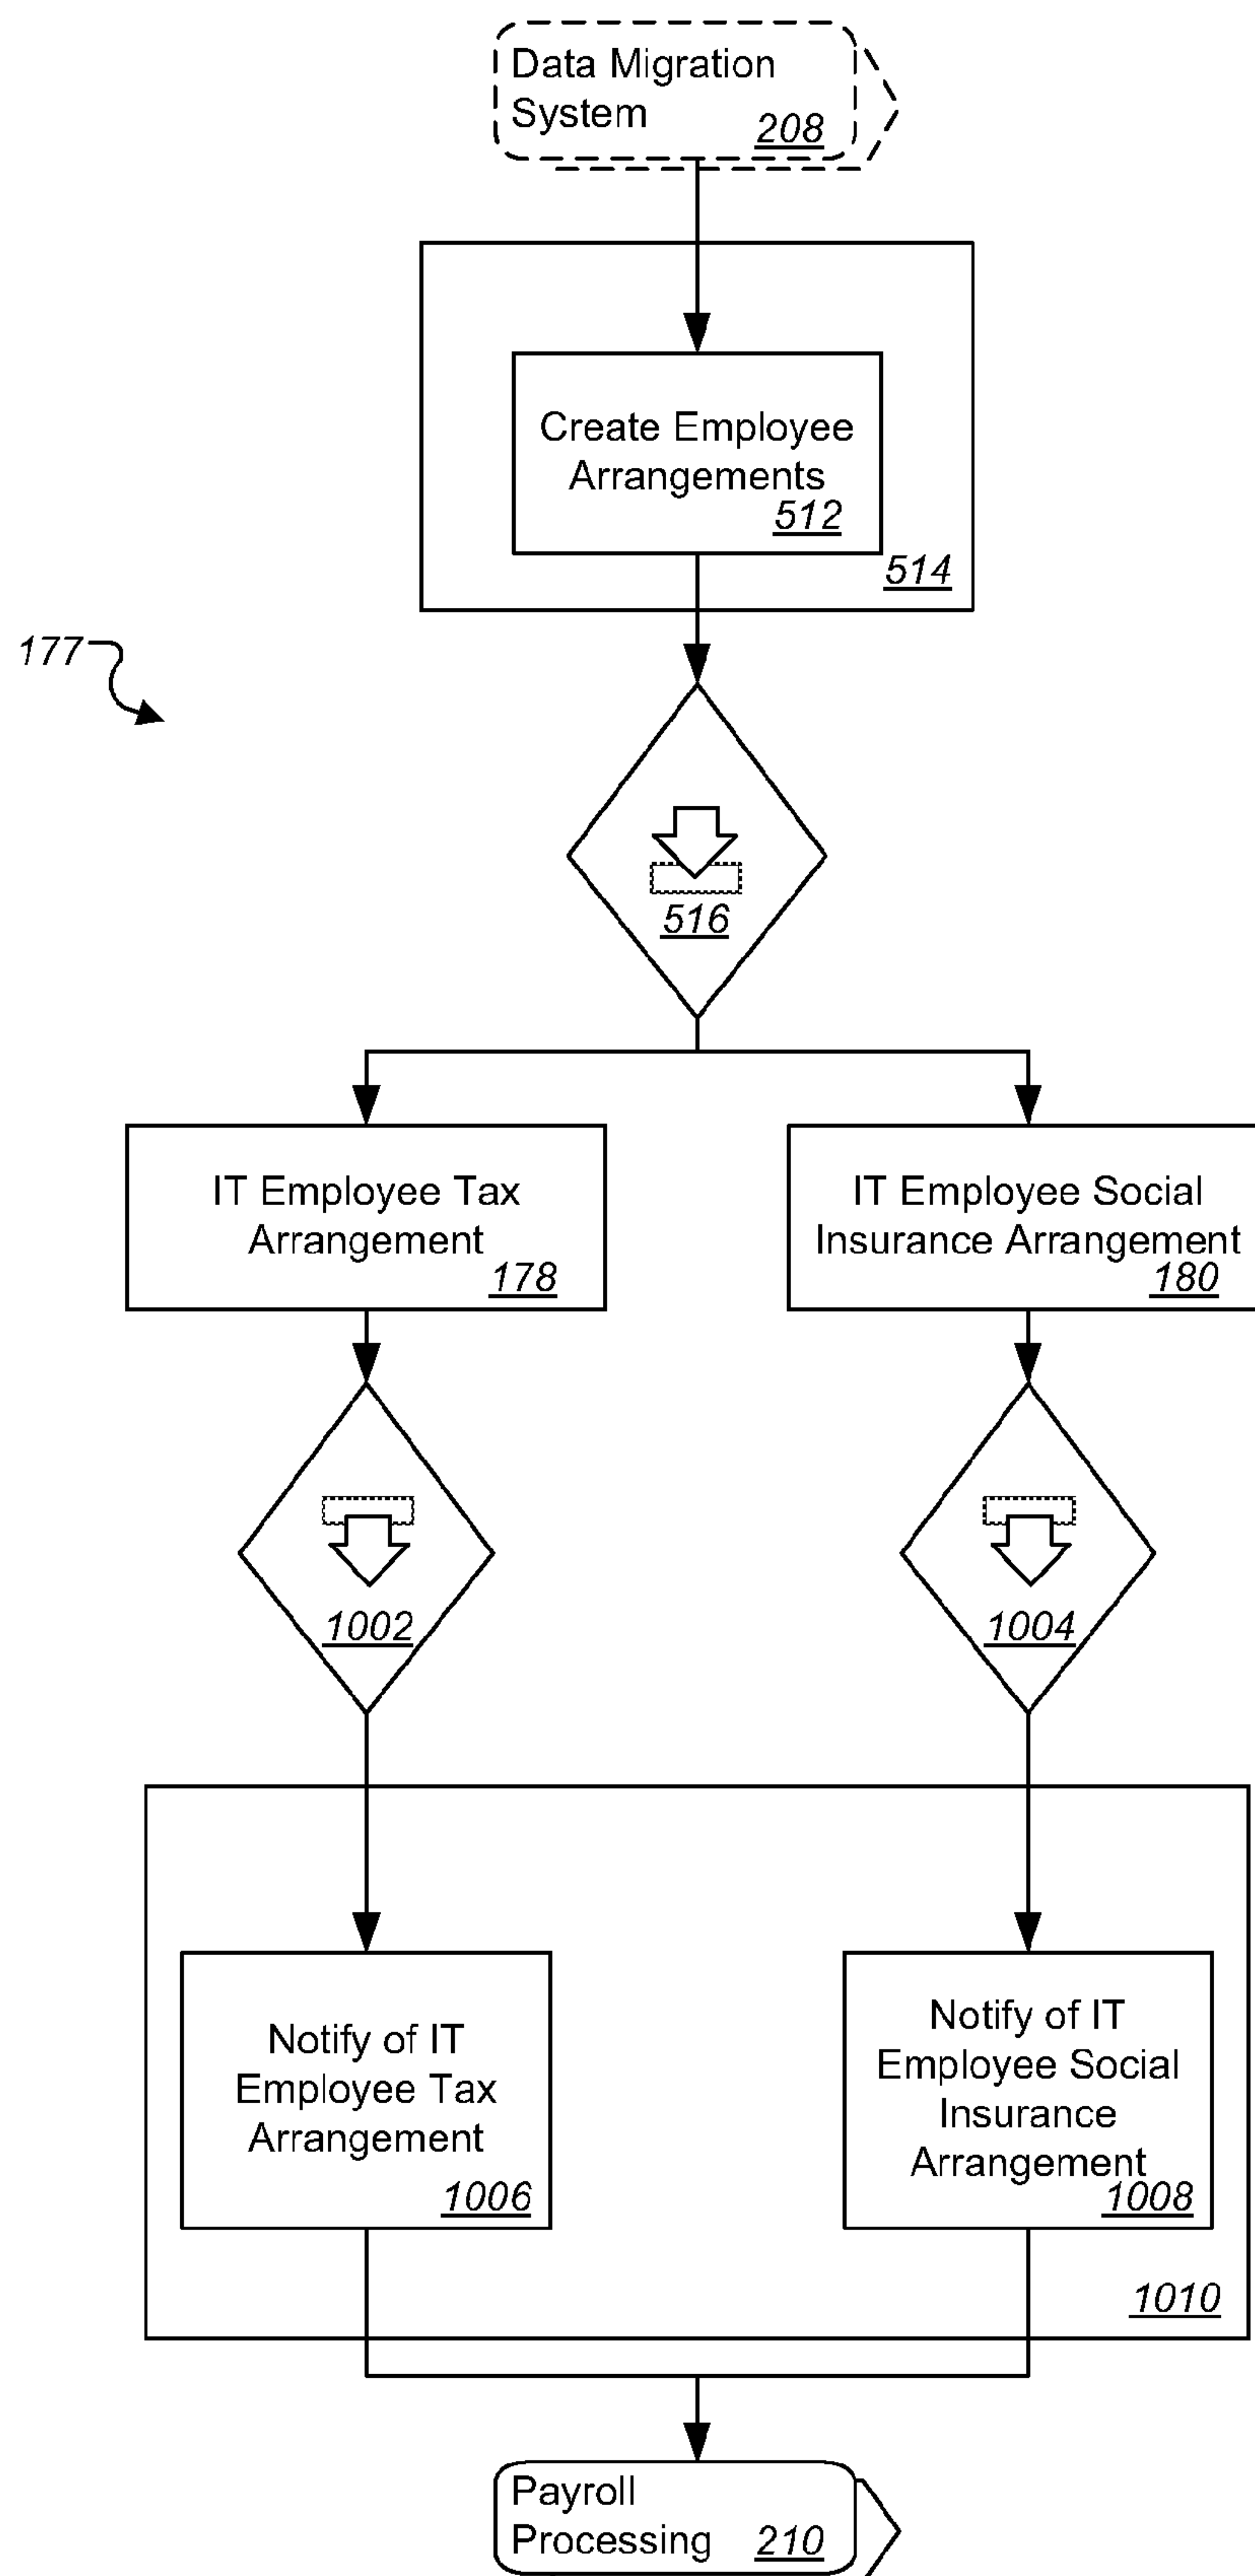 Data Migration
System 208
Create Employee
Arrangements
512
514
177
516
IT Employee Tax
Arrangement
178
IT Employee Social
Insurance Arrangement
180
1002
1004
Notify of IT
Employee Tax
Arrangement
1006
Notify of IT
Employee Social
Insurance
Arrangement
1008
1010
Payroll
Processing 210